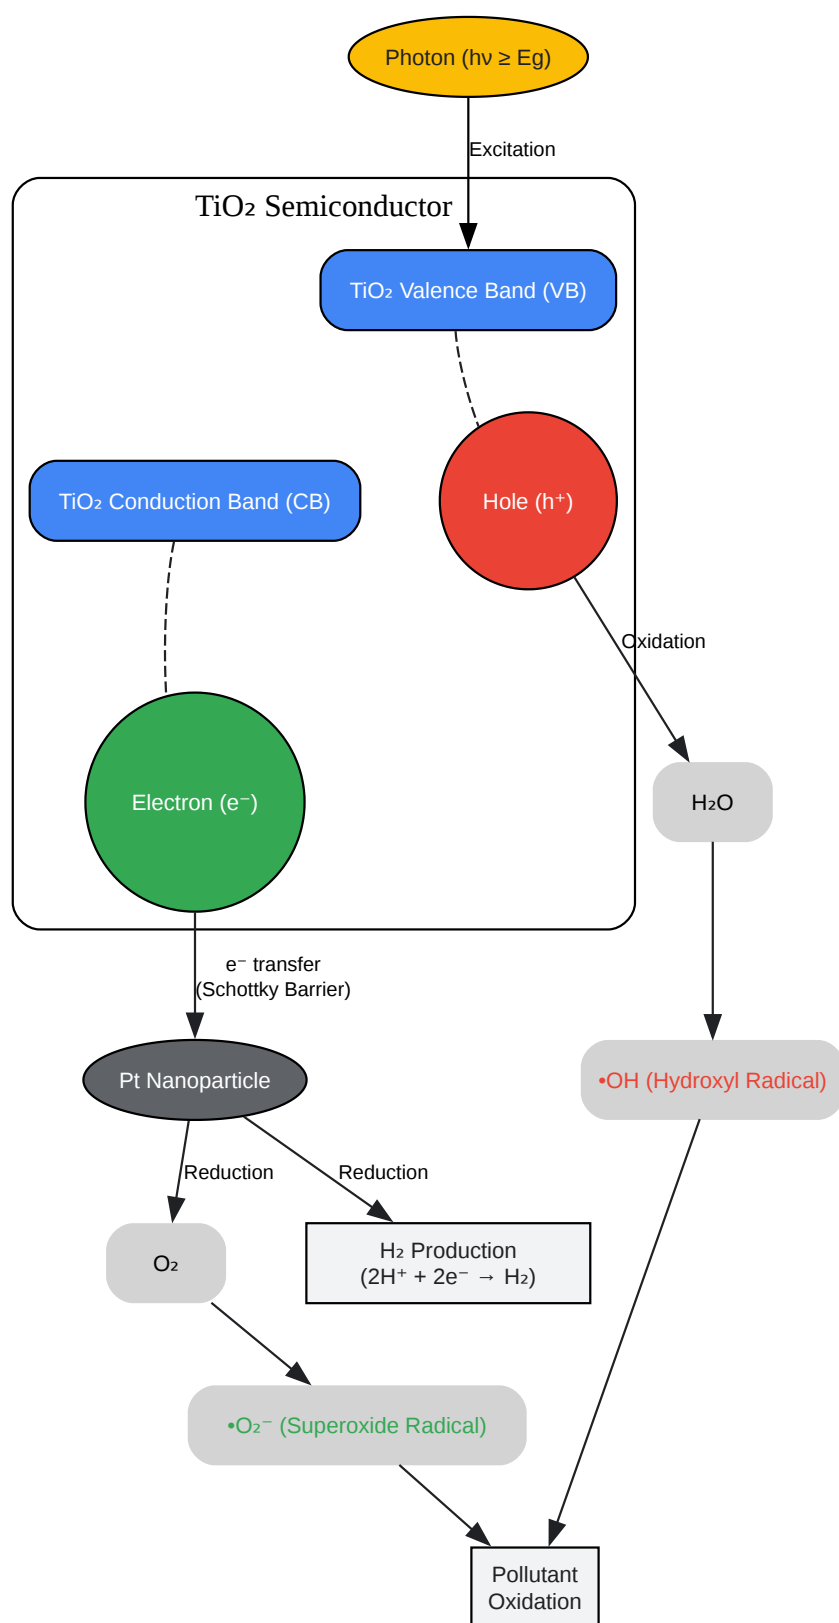 Photon (hν ≥ Eg)
Excitation
TiO₂ Semiconductor
TiO₂ Valence Band (VB)
TiO₂ Conduction Band (CB)
Hole (h⁺)
Oxidation
Electron (e⁻)
H₂O
e⁻ transfer
(Schottky Barrier)
Pt Nanoparticle
•OH (Hydroxyl Radical)
Reduction
Reduction
O₂
H₂ Production
(2H⁺ + 2e⁻ → H₂)
•O₂⁻ (Superoxide Radical)
Pollutant
Oxidation